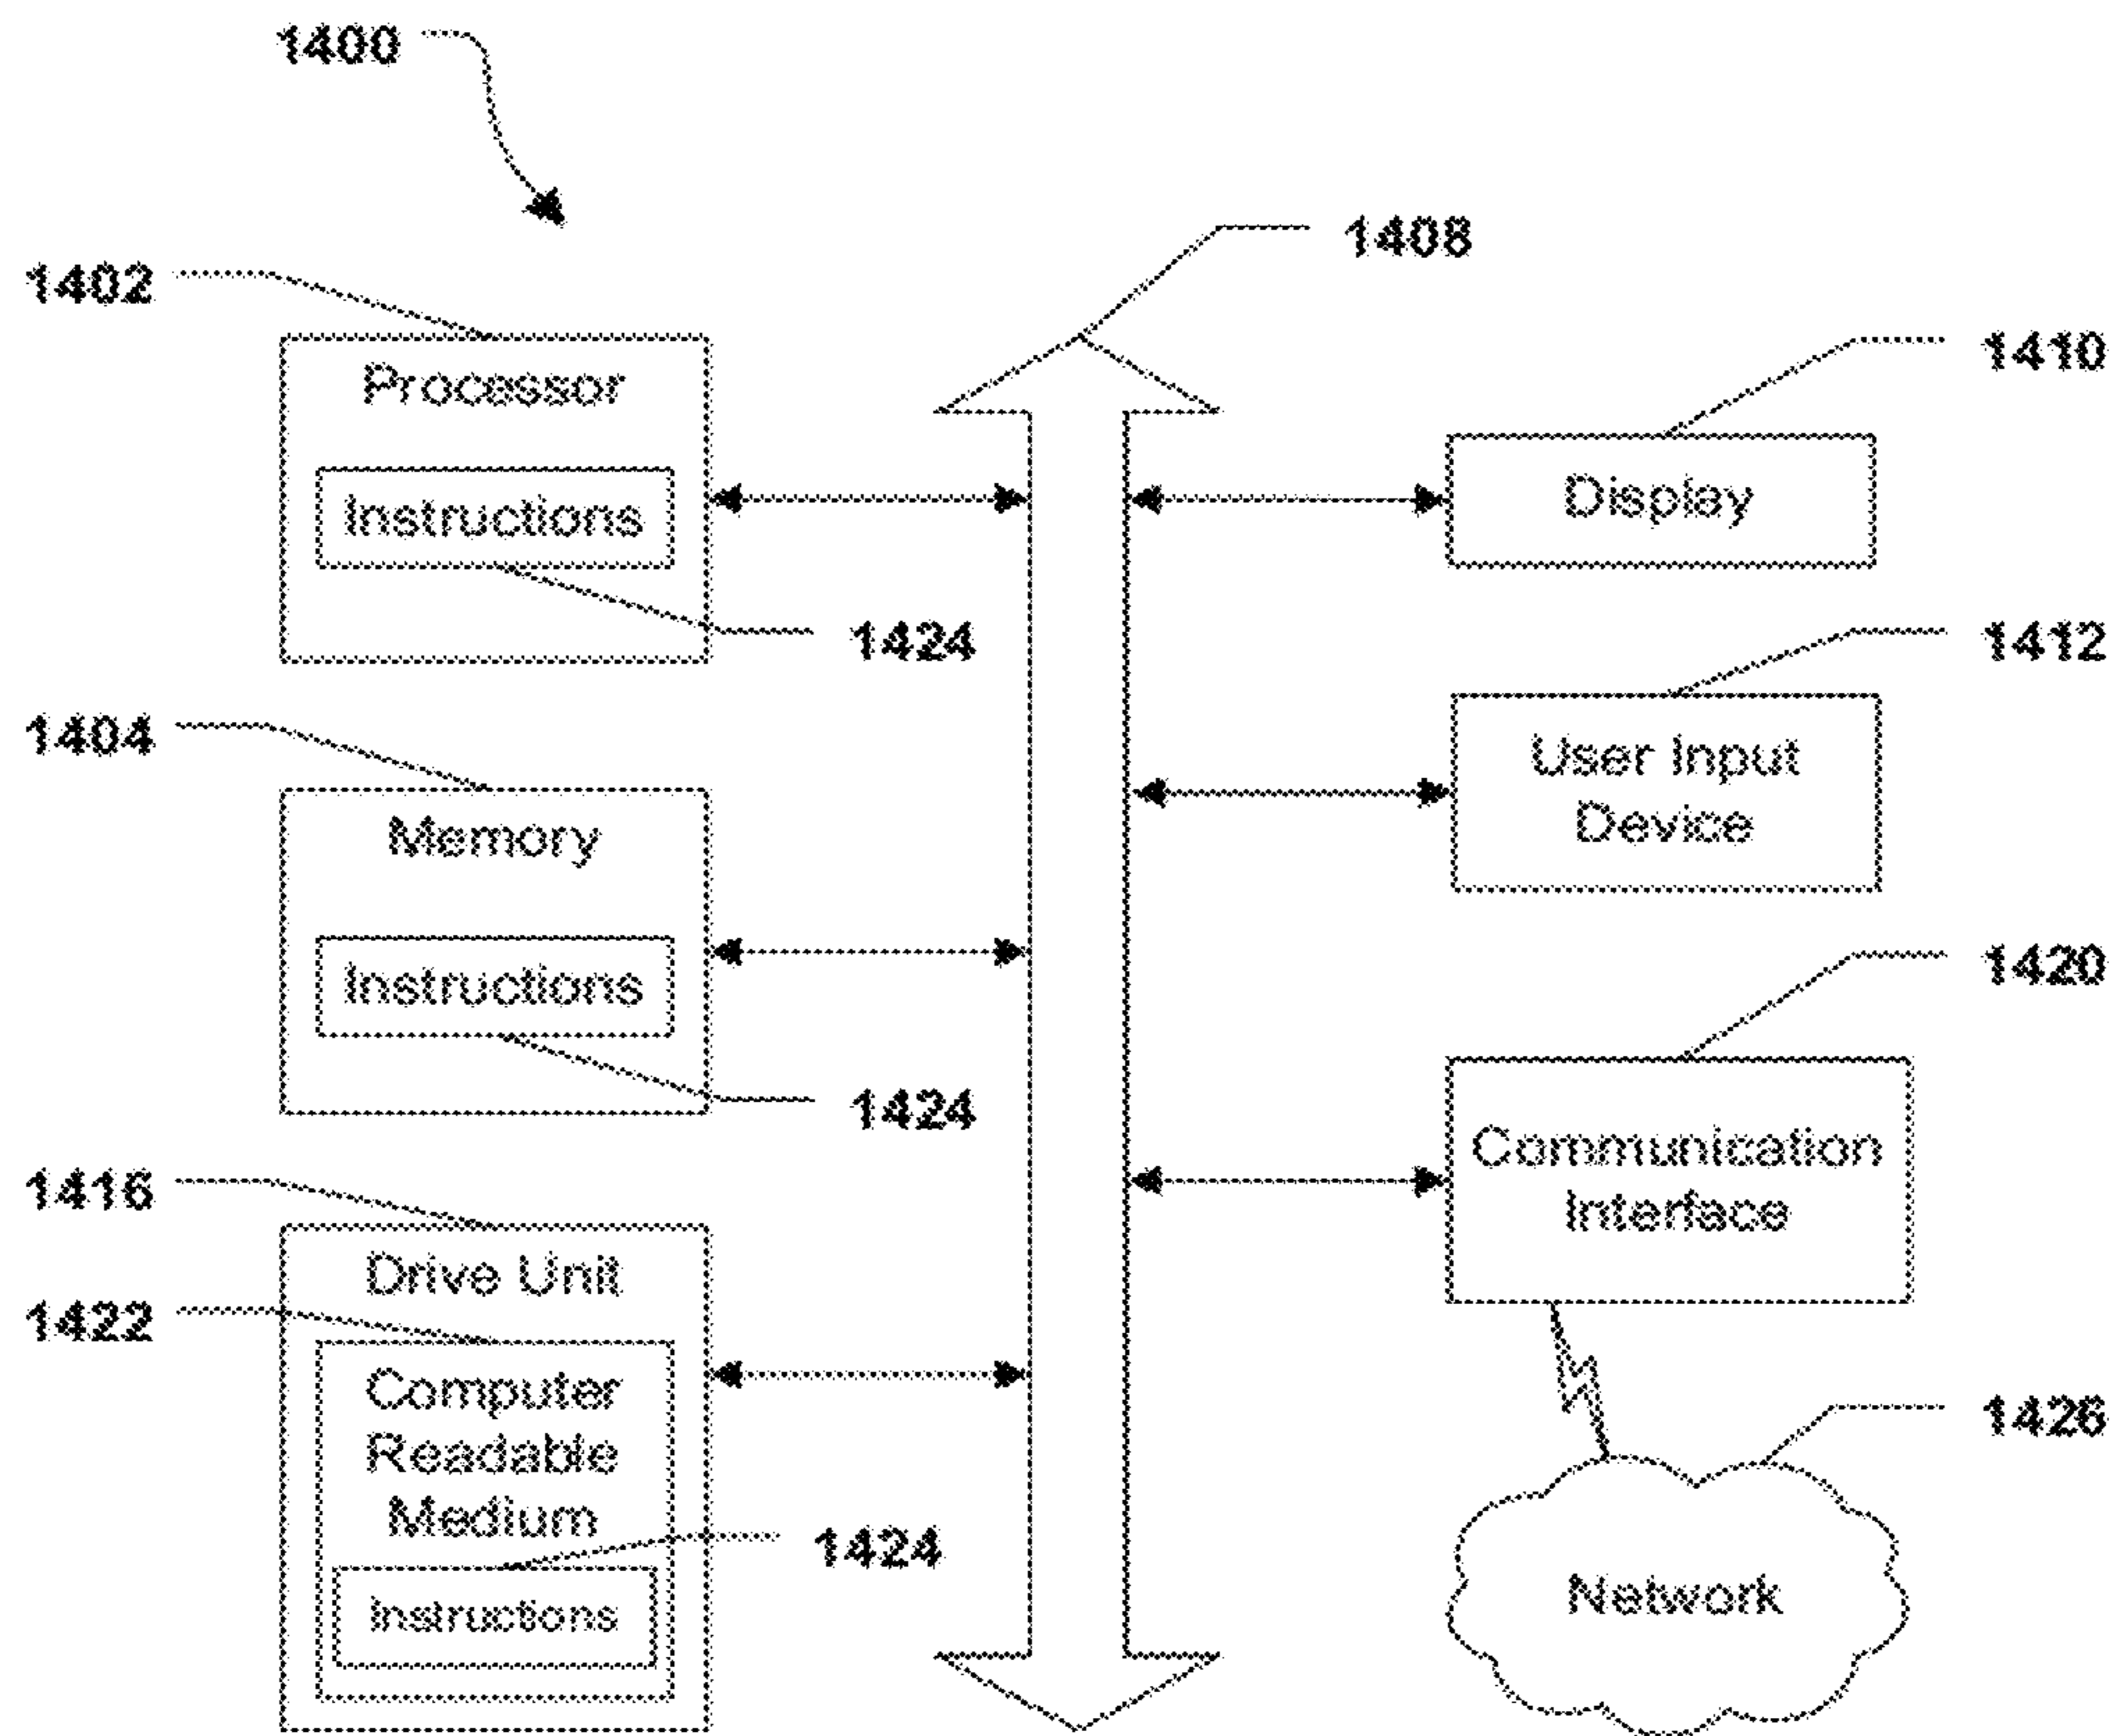 1400
1408
1402
Processor
Instructions
1424
1410
Display
1412
User Input
Device
1404
Memory
Instructions
1424
1420
Communication
Interface
1416
Drive Unit
1422
Computer
Readable
Medium
1424
Instructions
1426
Network